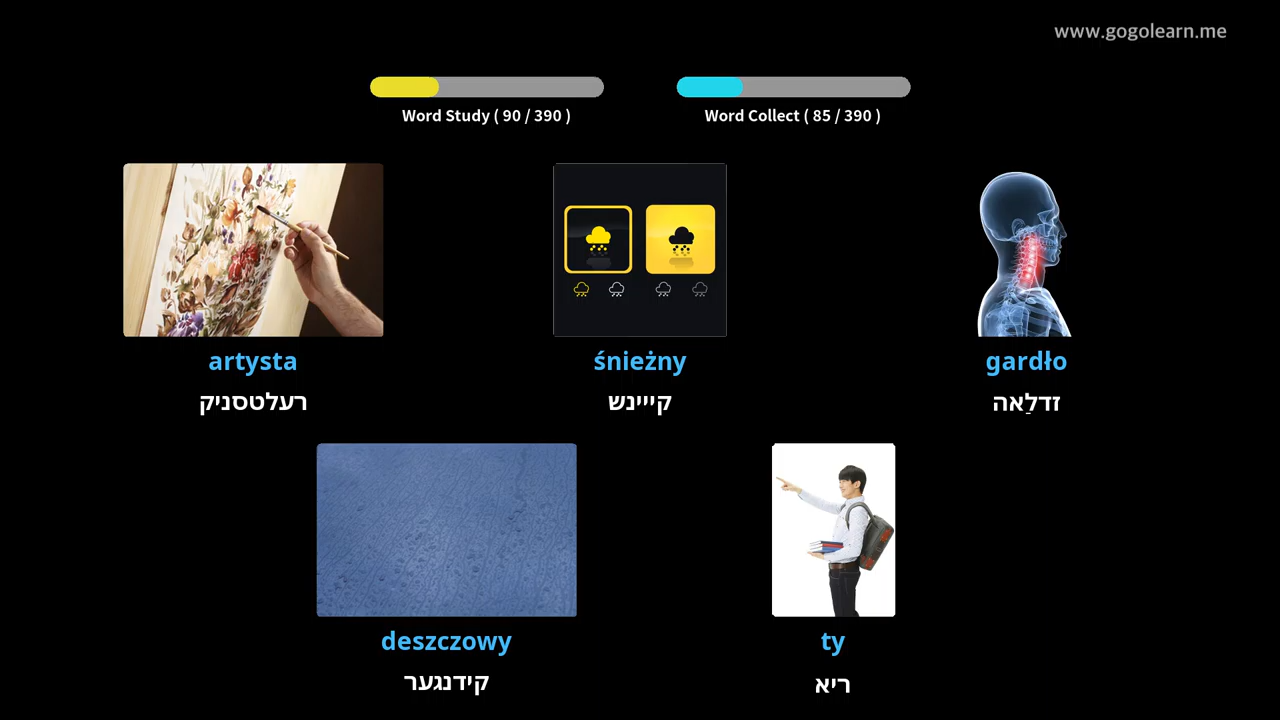 www.gogolearn.me
Word Study ( 90 / 390 )
Word Collect ( 85 / 390 )
artysta
śnieżny
gardło
רעלטסניק
קייינש
זדלַאה
deszczowy
ty
קידנגער
ריא